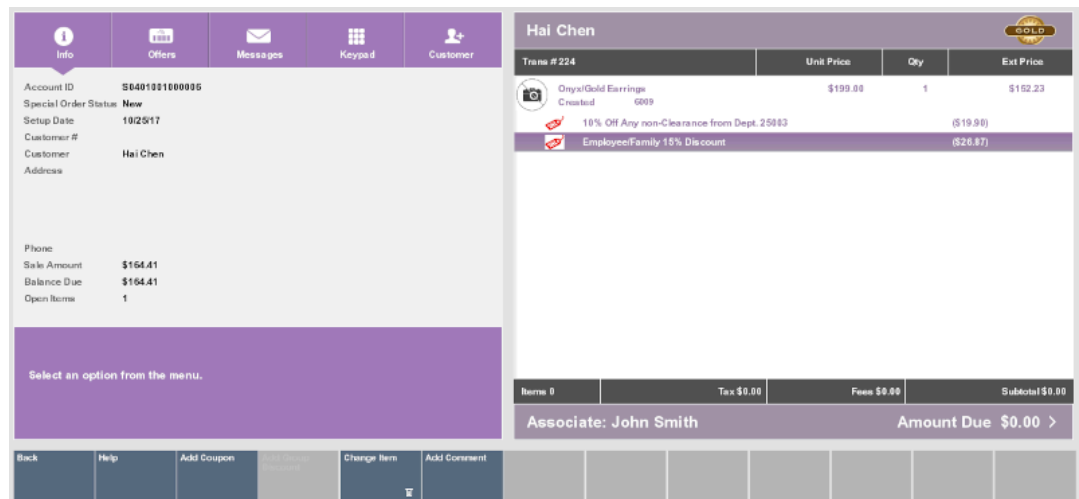 Info
Offers
Messages
Keypad
Customer
Account ID S0401001000006
Special Order Status New
Setup Date 10/25/17
Customer #
Customer Hai Chen
Address
Phone
Sale Amount $164.41
Balance Due $164.41
Open Items 1
Select an option from the menu.
Hai Chen
GOLD
Trans # 224 Unit Price Qty Ext Price
Onyx/Gold Earrings $199.00 1 $152.23
Created 6009
10% Off Any non-Clearance from Dept. 25003 ($19.90)
Employee/Family 15% Discount ($26.87)
Items 0 Tax $0.00 Fees $0.00 Subtotal $0.00
Associate: John Smith Amount Due $0.00 >
Back
Help
Add Coupon
Change Item
Add Comment